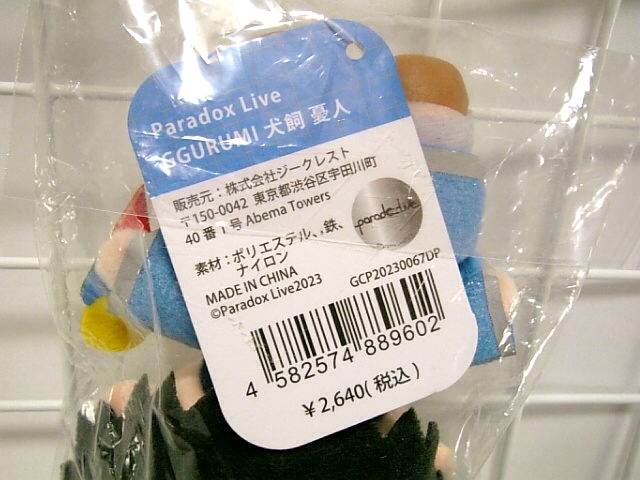 Paradox Live
GGURUMI 犬飼 憂人
販売元：株式会社ジークレスト
〒150-0042 東京都渋谷区宇田川町
40 番 1 号 Abema Towers
paradox live
素材：ポリエステル、鉄、
ナイロン
MADE IN CHINA
©Paradox Live2023
GCP20230067DP
4 582574 889602
¥2,640(税込)